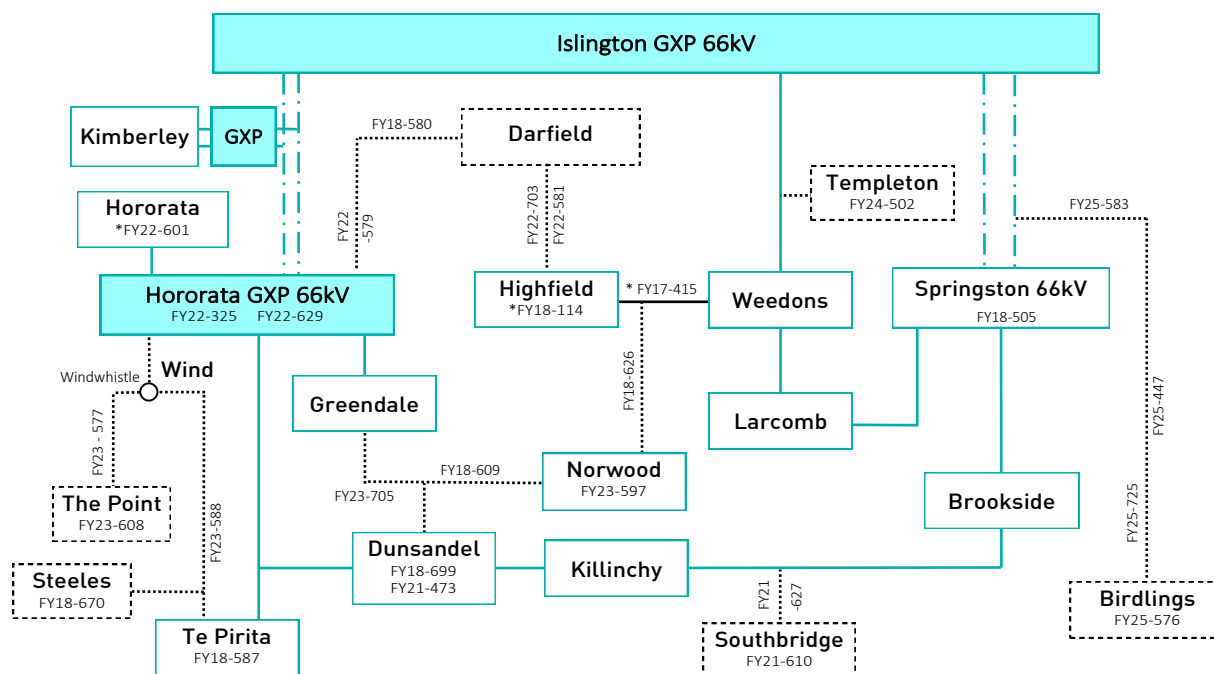 Islington GXP 66kV
Kimberley
GXP
FY18-580
Darfield
Templeton
FY24-502
FY25-583
Hororata
*FY22-601
FY22
-579
FY22-703
FY22-581
Hororata GXP 66kV
FY22-325 FY22-629
Highfield
*FY18-114
* FY17-415
Weedons
Springston 66kV
FY18-505
Windwhistle
Wind
Greendale
FY18-626
Larcomb
FY25-447
FY23 - 577
FY18-609
FY23-705
Norwood
FY23-597
Brookside
FY25-725
The Point
FY23-608
FY23-588
Dunsandel
FY18-699
FY21-473
Killinchy
Steeles
FY18-670
FY21
-627
Birdlings
FY25-576
Te Pirita
FY18-587
Southbridge
FY21-610